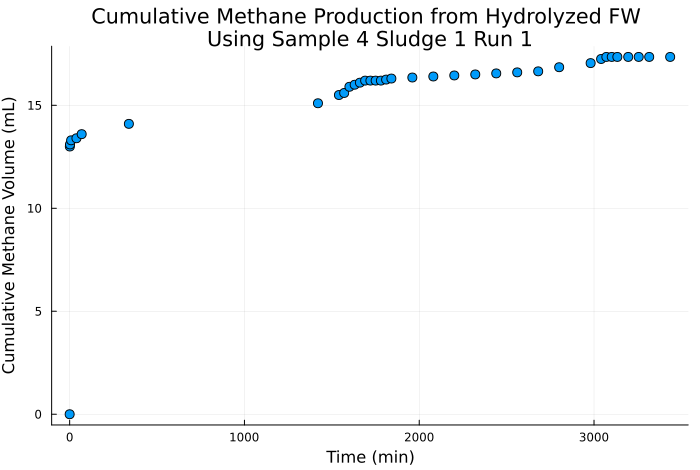 Cumulative Methane Production from Hydrolyzed FW
Using Sample 4 Sludge 1 Run 1
Cumulative Methane Volume (mL)
15
10
5
0
0 1000 2000 3000
Time (min)